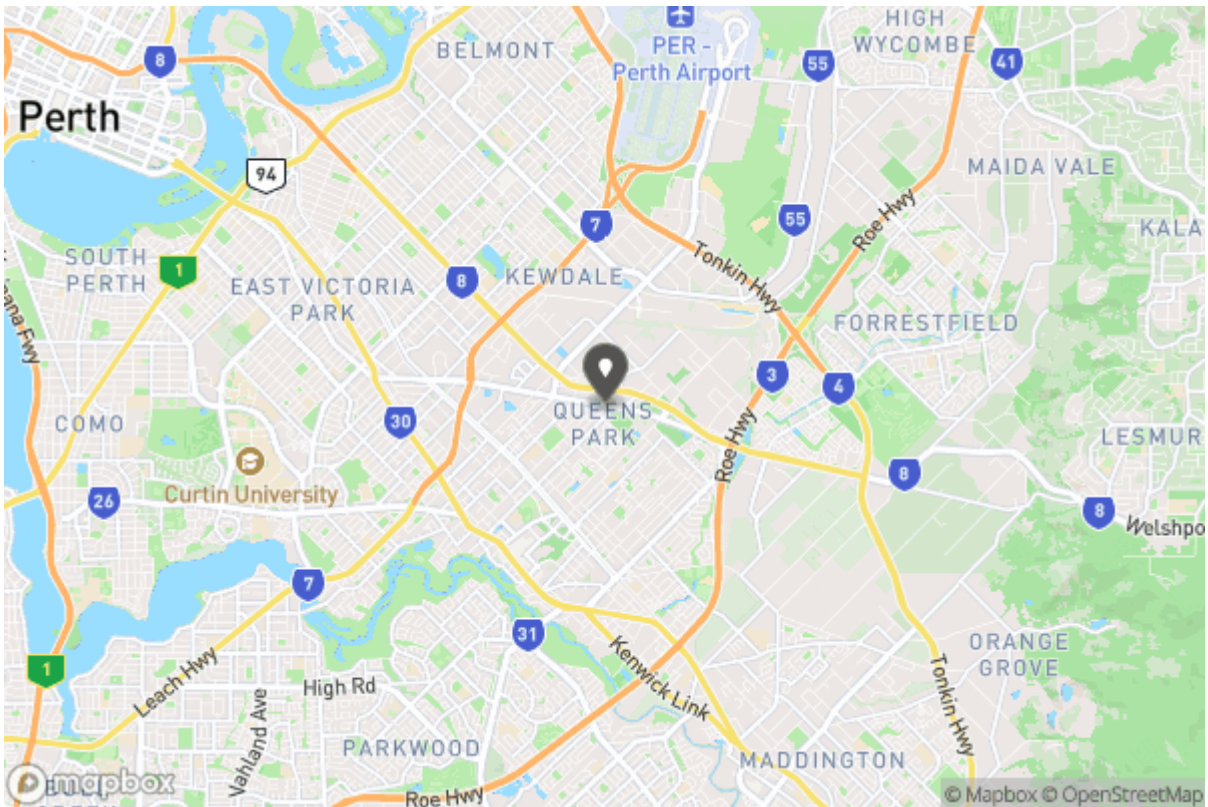 BELMONT
HIGH
WYCOMBE
PER -
Perth Airport
8
55
41
Perth
94
MAIDA VALE
7
55
Roe Hwy
KALA
SOUTH
PERTH
1
EAST VICTORIA
PARK
8
KEWDALE
Tonkin Hwy
FORRESTFIELD
ana Fwy
3
4
COMO
30
QUEENS
PARK
Roe Hwy
LESMUR
Curtin University
26
8
8
Welshpo
7
31
ORANGE
GROVE
1
Leach Hwy
High Rd
Kenwick Link
Tonkin Hwy
Vahland Ave
PARKWOOD
MADDINGTON
mapbox
Roe Hwy
© Mapbox © OpenStreetMap